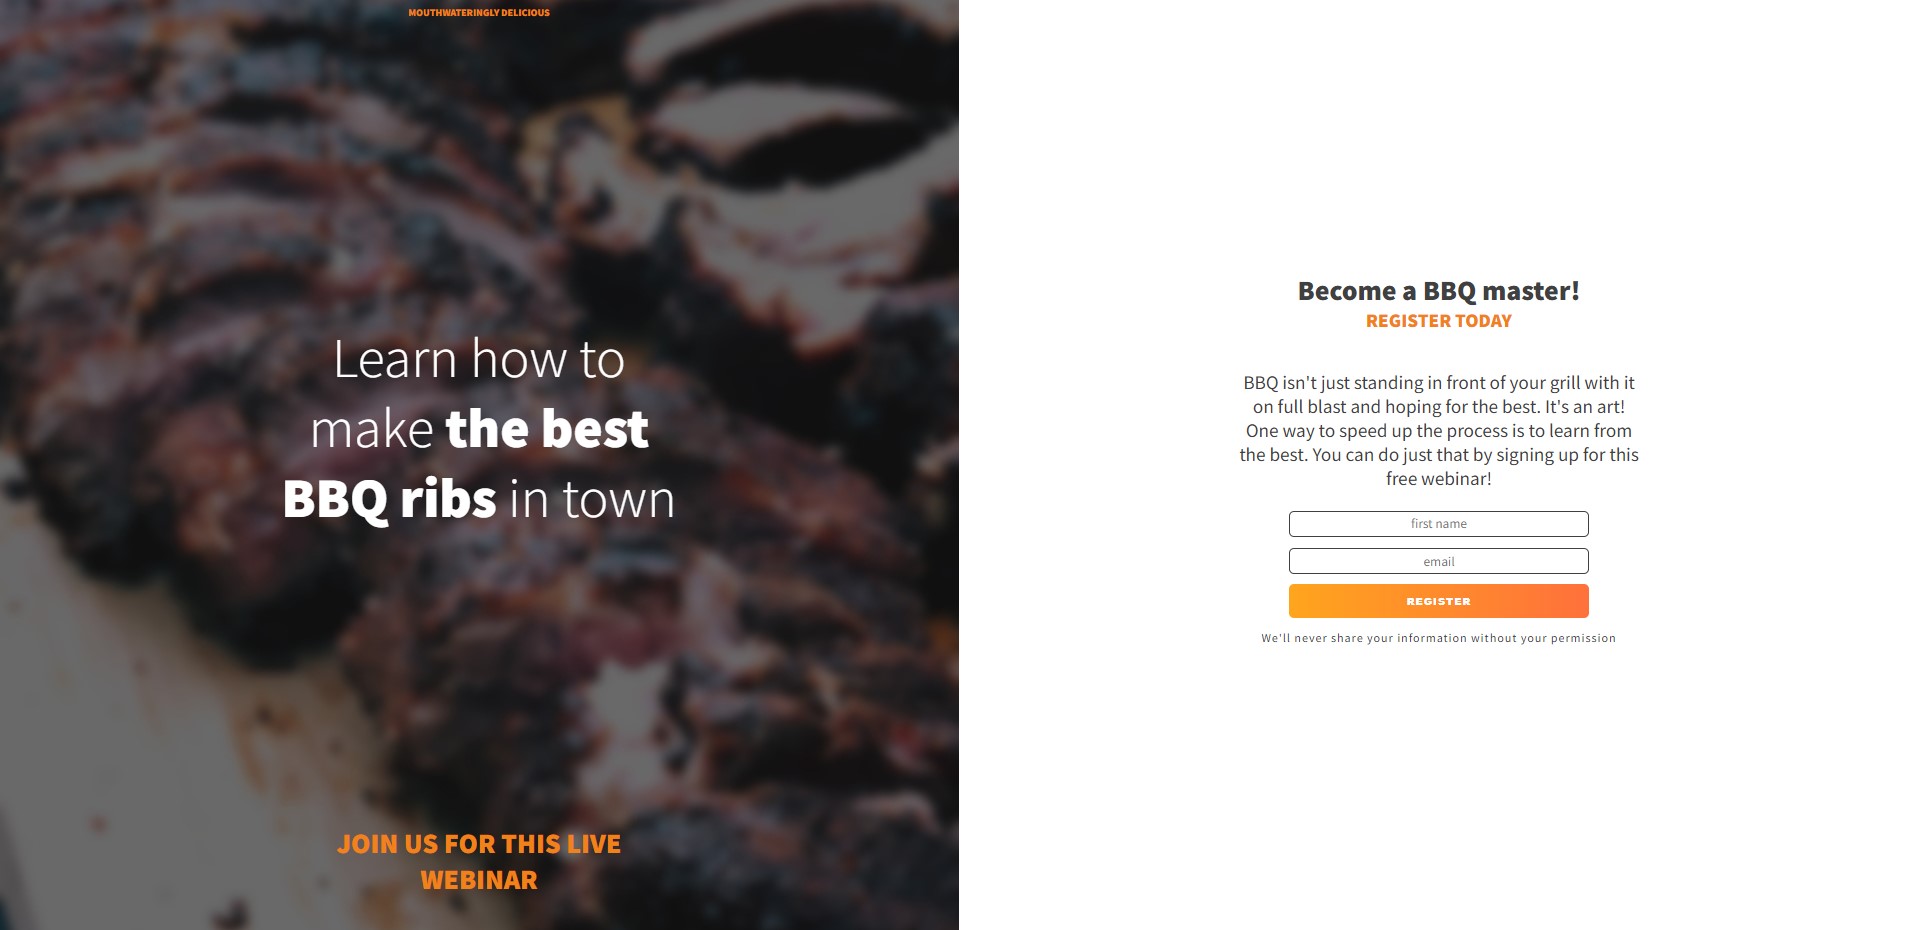 MOUTHWATERINGLY DELICIOUS
Learn how to
make the best
BBQ ribs in town
JOIN US FOR THIS LIVE
WEBINAR
Become a BBQ master!
REGISTER TODAY
BBQ isn't just standing in front of your grill with it
on full blast and hoping for the best. It's an art!
One way to speed up the process is to learn from
the best. You can do just that by signing up for this
free webinar!
first name
email
REGISTER
We'll never share your information without your permission